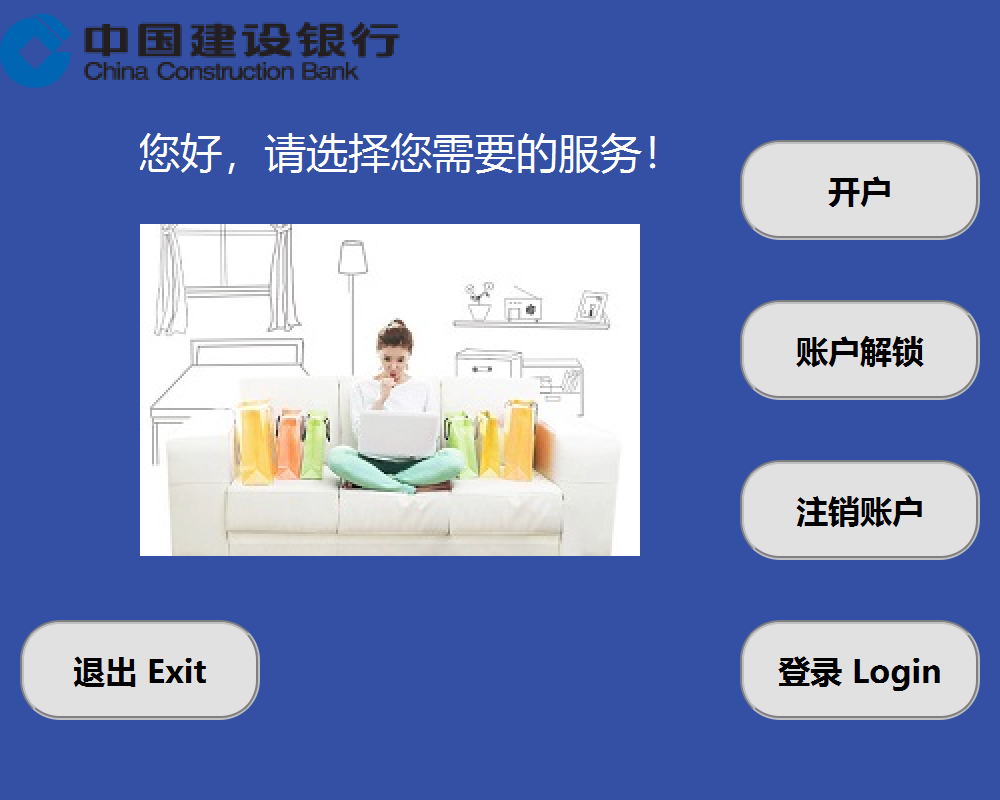 中国建设银行
China Construction Bank
您好，请选择您需要的服务！
开户
账户解锁
注销账户
退出 Exit
登录 Login